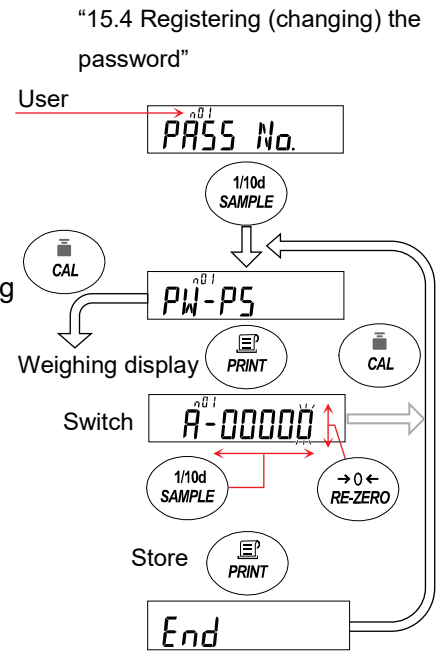 “15.4 Registering (changing) the
password”
User
n01
PASS No.
1/10d
SAMPLE
CAL
g
n01
PW-PS
Weighing display
PRINT
CAL
Switch
n01
A-00000
1/10d
SAMPLE
→0←
RE-ZERO
Store
PRINT
End